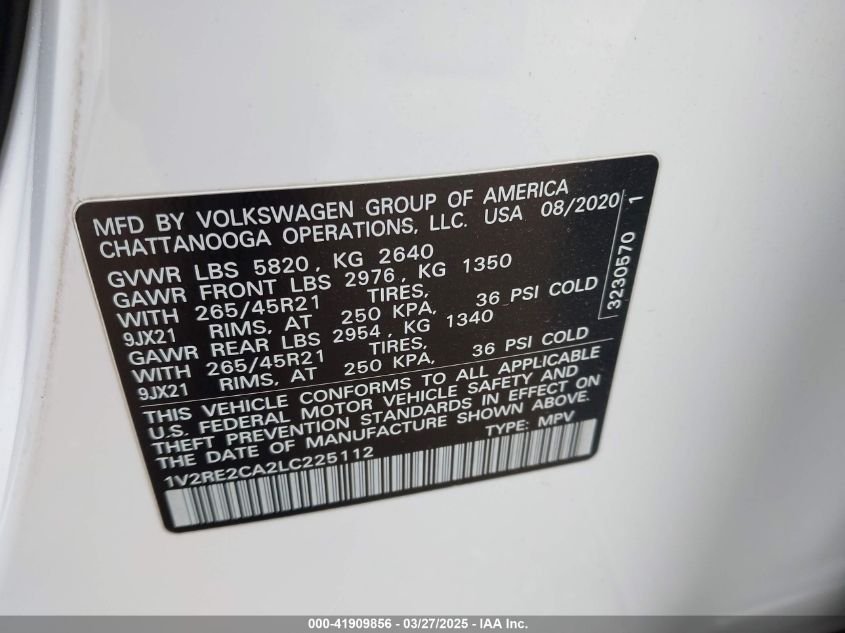 MFD BY VOLKSWAGEN GROUP OF AMERICA
CHATTANOOGA OPERATIONS, LLC. USA 08/2020
GVWR LBS 5820, KG 2640
GAWR FRONT LBS 2976, KG 1350
WITH 265/45R21 TIRES,
9JX21 RIMS, AT 250 KPA, 36 PSI COLD
GAWR REAR LBS 2954, KG 1340
WITH 265/45R21 TIRES,
9JX21 RIMS, AT 250 KPA, 36 PSI COLD
THIS VEHICLE CONFORMS TO ALL APPLICABLE
U.S. FEDERAL MOTOR VEHICLE SAFETY AND
THEFT PREVENTION STANDARDS IN EFFECT ON
THE DATE OF MANUFACTURE SHOWN ABOVE.
1V2RE2CA2LC225112 TYPE: MPV
3230570 1
000-41909856 - 03/27/2025 - IAA Inc.